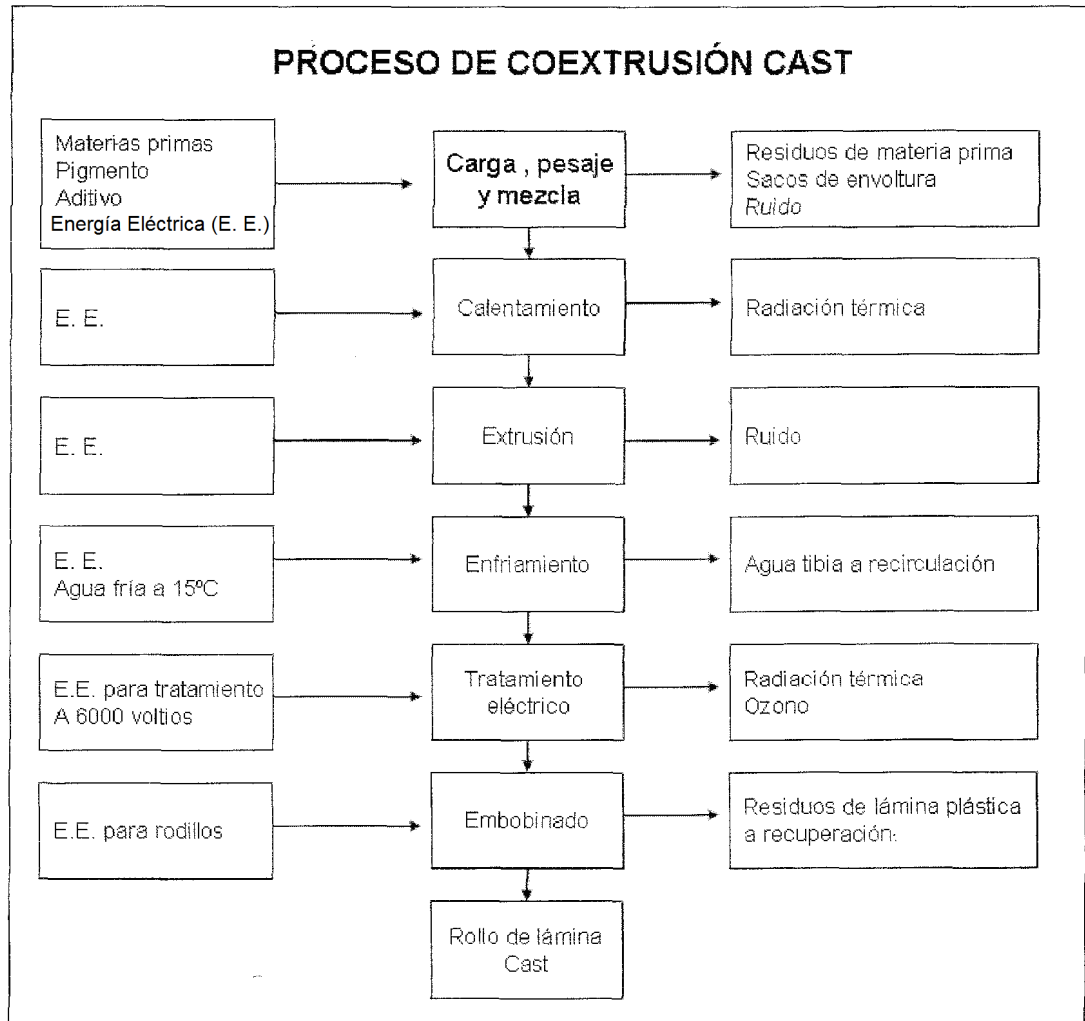 PROCESO DE COEXTRUSIÓN CAST
Materias primas
Pigmento
Aditivo
Energía Eléctrica (E. E.)
Carga , pesaje
y mezcla
Residuos de materia prima
Sacos de envoltura
Ruido
E. E.
Calentamiento
Radiación térmica
E. E.
Extrusión
Ruido
E. E.
Agua fría a 15ºC
Enfriamiento
Agua tibia a recirculación
E.E. para tratamiento
A 6000 voltios
Tratamiento
eléctrico
Radiación térmica
Ozono
E.E. para rodillos
Embobinado
Residuos de lámina plástica
a recuperación.
Rollo de lámina
Cast